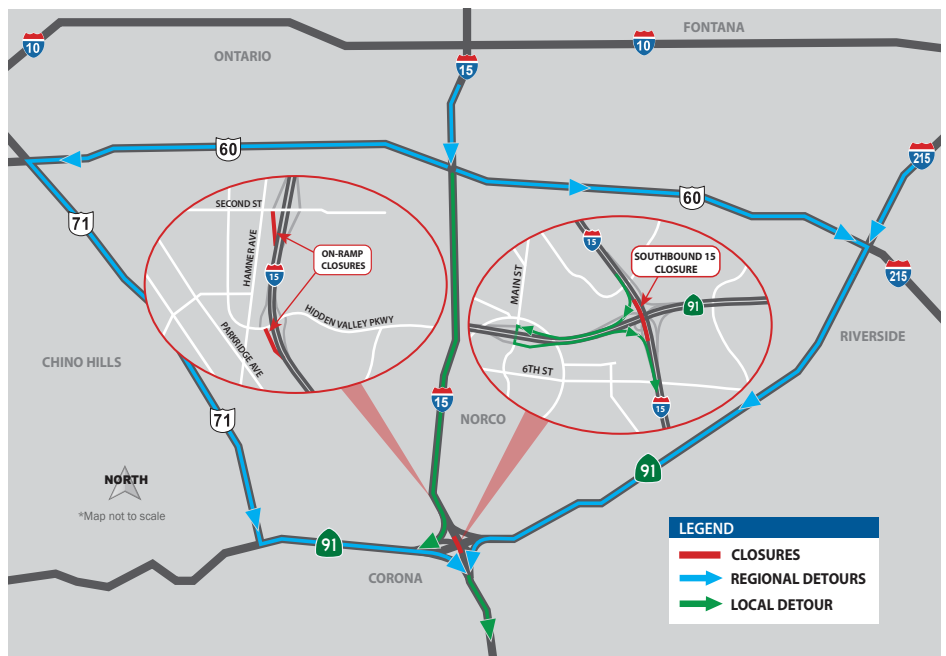 FONTANA
10
ONTARIO
10
15
60
215
71
60
SECOND ST
HAMNER AVE
ON-RAMP
CLOSURES
15
HIDDEN VALLEY PKWY
PARKRIDGE AVE
15
SOUTHBOUND 15
CLOSURE
MAIN ST
91
6TH ST
15
215
RIVERSIDE
CHINO HILLS
15
NORCO
71
91
NORTH
*Map not to scale
91
CORONA
LEGEND
CLOSURES
REGIONAL DETOURS
LOCAL DETOUR